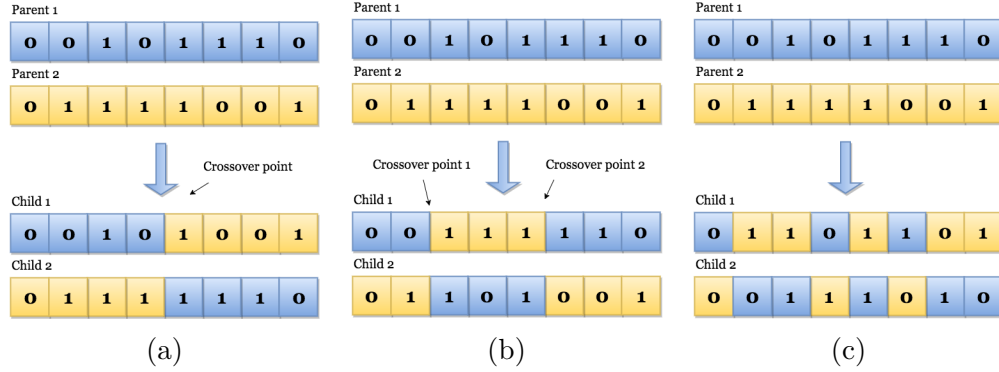 Parent 1
0 0 1 0 1 1 1 0
Parent 2
0 1 1 1 1 0 0 1
Crossover point
Child 1
0 0 1 0 1 0 0 1
Child 2
0 1 1 1 1 1 1 0
(a)
Parent 1
0 0 1 0 1 1 1 0
Parent 2
0 1 1 1 1 0 0 1
Crossover point 1
Crossover point 2
Child 1
0 0 1 1 1 1 1 0
Child 2
0 1 1 0 1 0 0 1
(b)
Parent 1
0 0 1 0 1 1 1 0
Parent 2
0 1 1 1 1 0 0 1
Child 1
0 1 1 0 1 1 0 1
Child 2
0 0 1 1 1 0 1 0
(c)